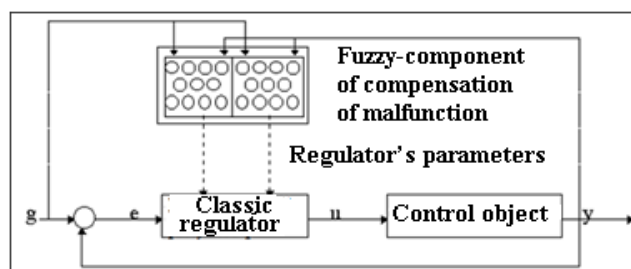 Fuzzy-component
of compensation
of malfunction
Regulator's parameters
g
e
Classic
regulator
u
Control object
y